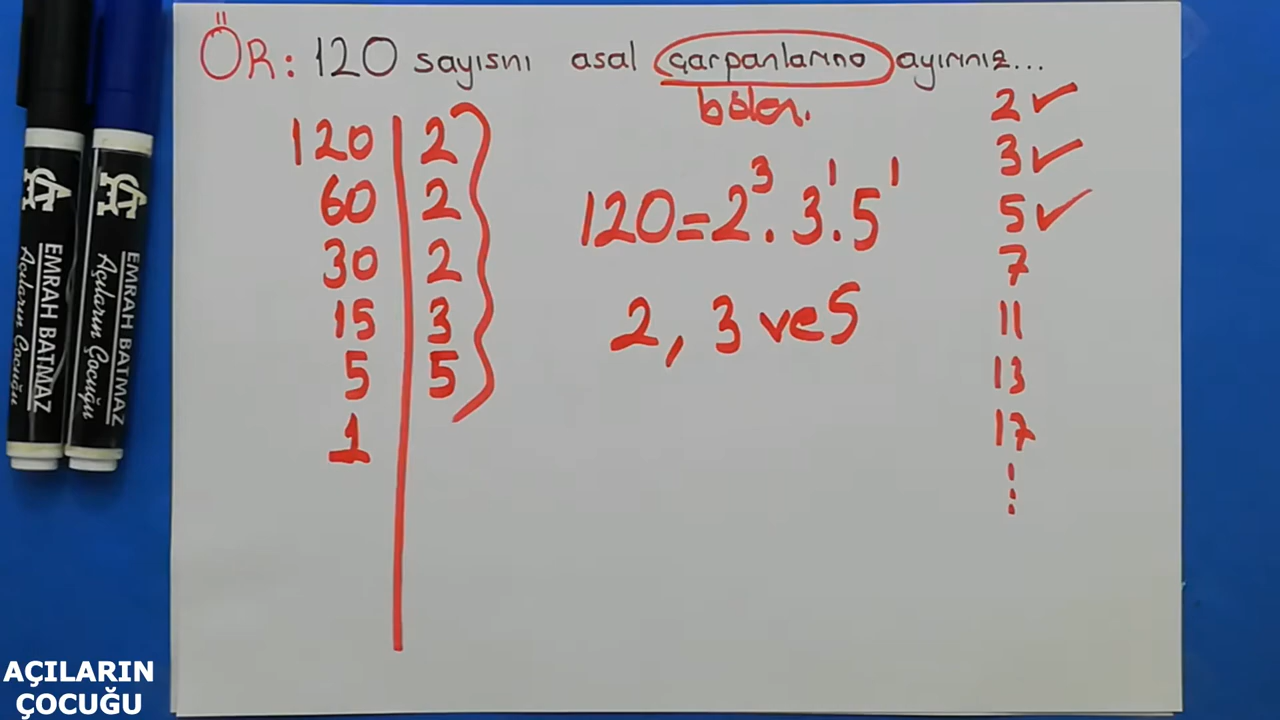 ÖR: 120 sayısnı asal çarpanlarına ayırınız...
bölen.
120 | 2
60 | 2
30 | 2
15 | 3
5 | 5
1
120=2³.3¹.5¹
2, 3 ve 5
2 ✓
3 ✓
5 ✓
7
11
13
17
⋮
EMRAH BATMAZ
Açıların Çocuğu
EMRAH BATMAZ
Açıların Çocuğu
AÇILARIN
ÇOCUĞU